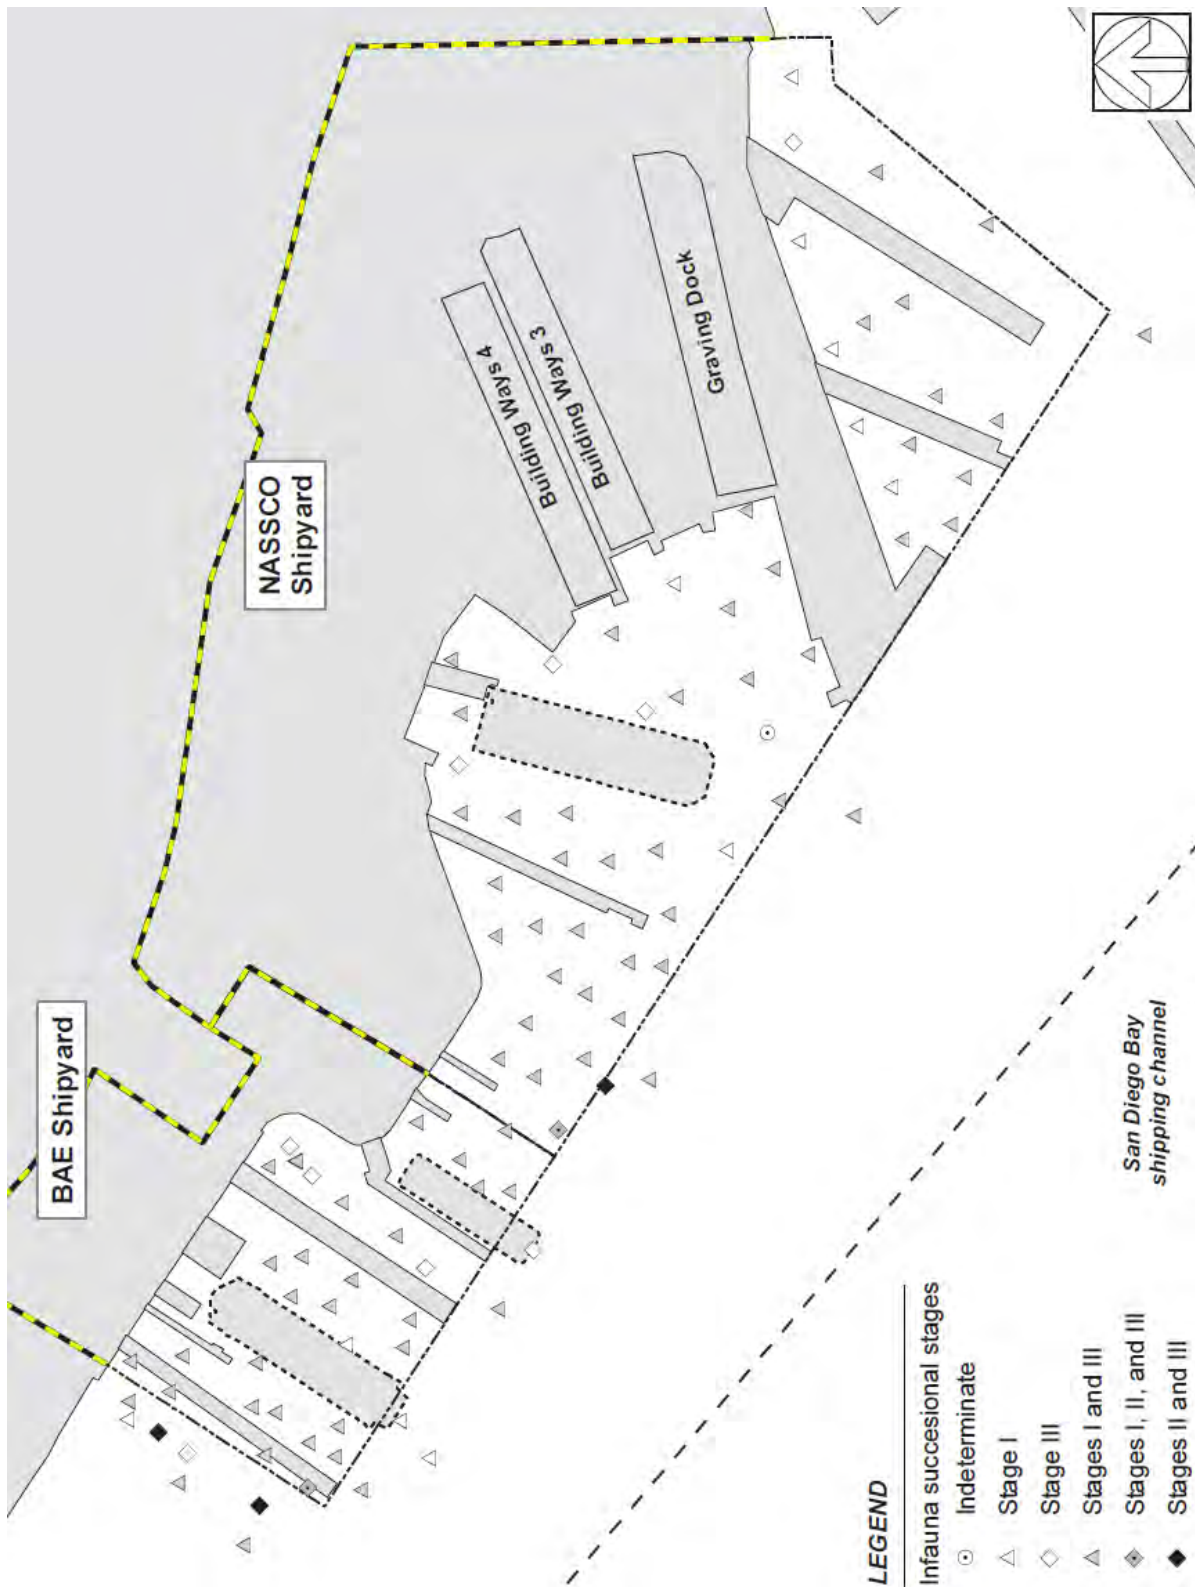 NASSCO
Shipyard
BAE Shipyard
Building Ways 4
Building Ways 3
Graving Dock
San Diego Bay
shipping channel
LEGEND
Infauna succesional stages
Indeterminate
Stage I
Stage III
Stages I and III
Stages I, II, and III
Stages II and III